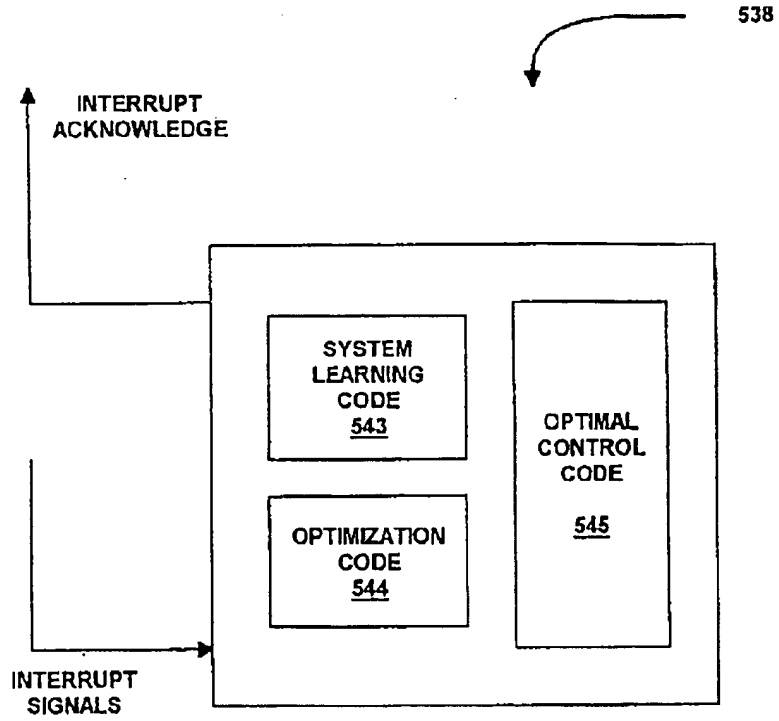 538
INTERRUPT
ACKNOWLEDGE
SYSTEM
LEARNING
CODE
543
OPTIMAL
CONTROL
CODE
545
OPTIMIZATION
CODE
544
INTERRUPT
SIGNALS